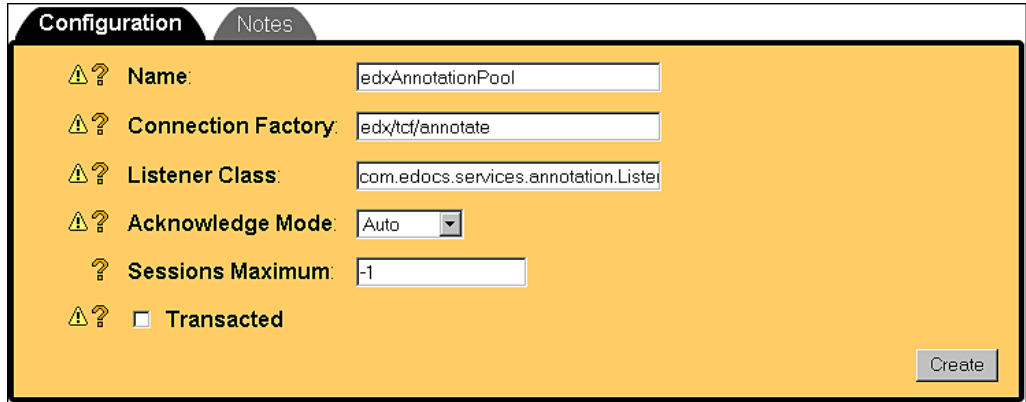 Configuration Notes
? Name: edxAnnotationPool
? Connection Factory: edx/tcf/annotate
? Listener Class: com.edocs.services.annotation.Liste
? Acknowledge Mode: Auto
? Sessions Maximum: -1
? Transacted
Create